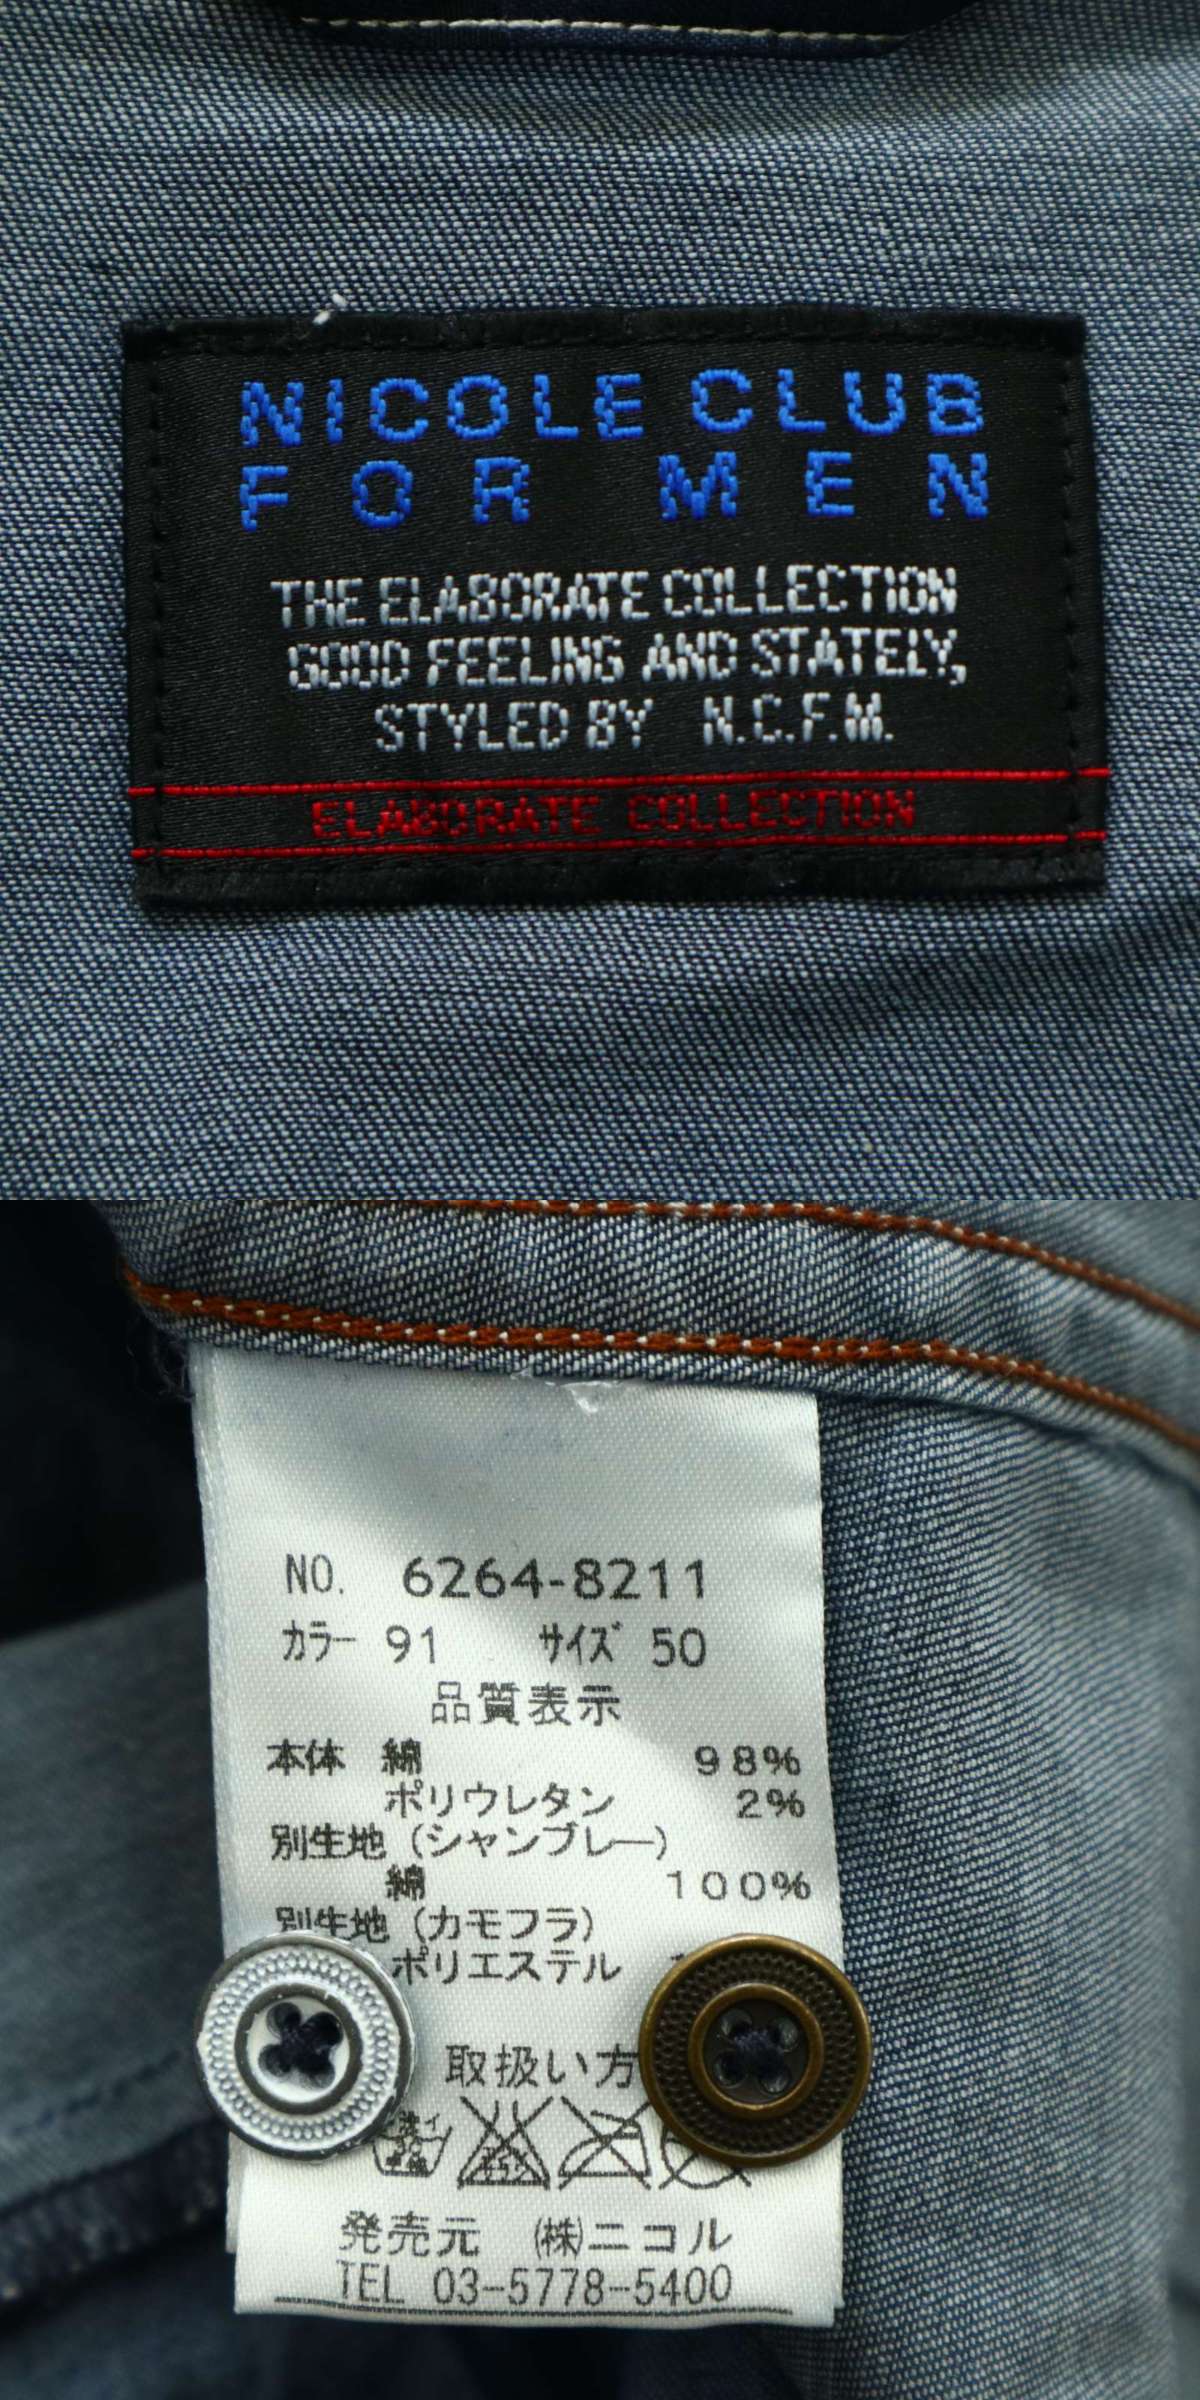 NICOLE CLUB
FOR MEN
THE ELABORATE COLLECTION
GOOD FEELING AND STATELY,
STYLED BY N.C.F.M.
ELABORATE COLLECTION
NO. 6264-8211
カラー 91 サイズ 50
品質表示
本体 綿 98%
ポリウレタン 2%
別生地 (シャンブレー)
綿 100%
別生地 (カモフラ)
ポリエステル
取扱い方
発売元 (株)ニコル
TEL 03-5778-5400